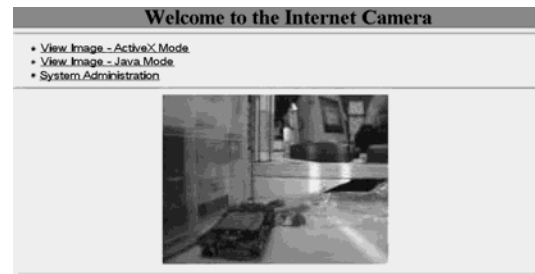 Welcome to the Internet Camera
View Image - ActiveX Mode
View Image - Java Mode
System Administration